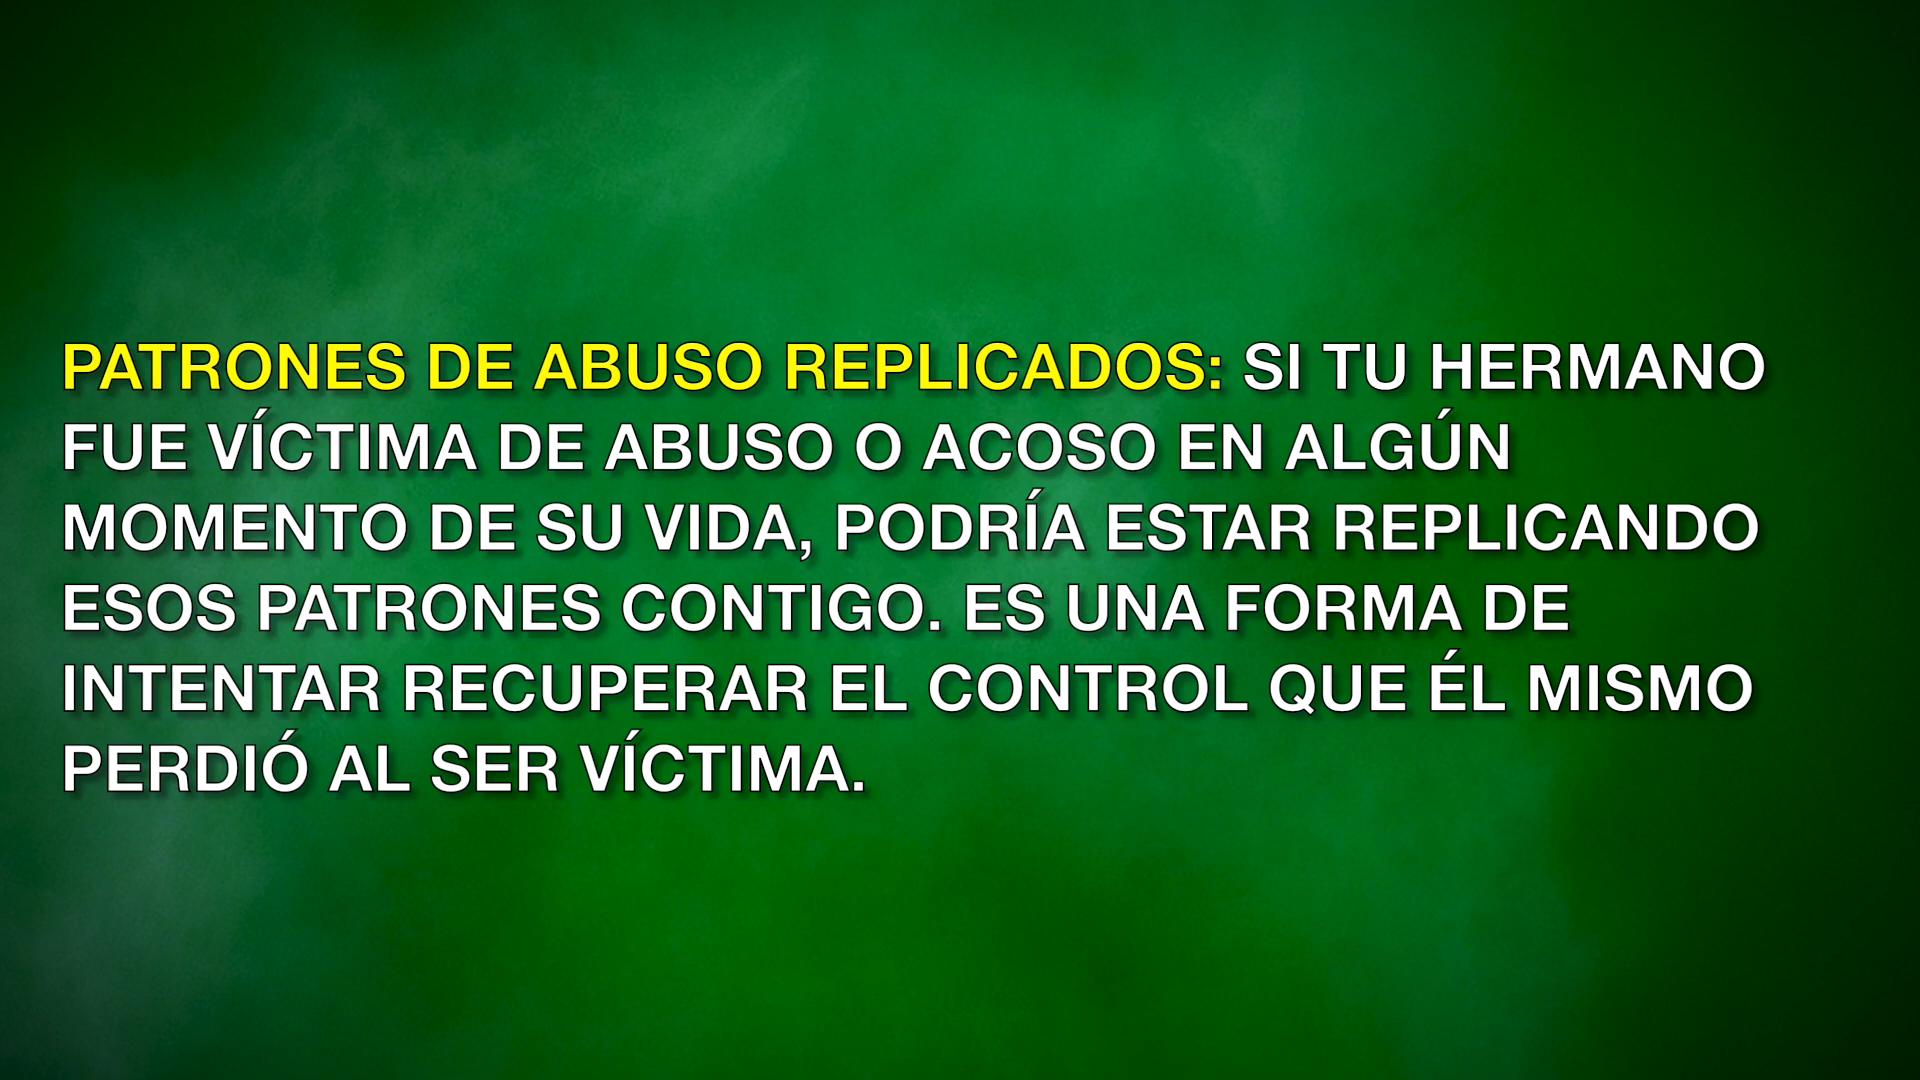 PATRONES DE ABUSO REPLICADOS: SI TU HERMANO
FUE VÍCTIMA DE ABUSO O ACOSO EN ALGÚN
MOMENTO DE SU VIDA, PODRÍA ESTAR REPLICANDO
ESOS PATRONES CONTIGO. ES UNA FORMA DE
INTENTAR RECUPERAR EL CONTROL QUE ÉL MISMO
PERDIÓ AL SER VÍCTIMA.